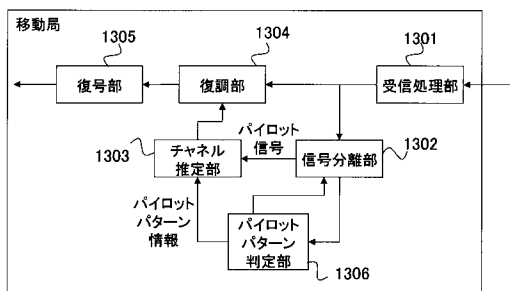 移動局
1305
1304
1301
復号部
復調部
受信処理部
パイロット
信号
1302
1303
チャネル
推定部
信号分離部
パイロット
パターン
情報
パイロット
パターン
判定部
1306